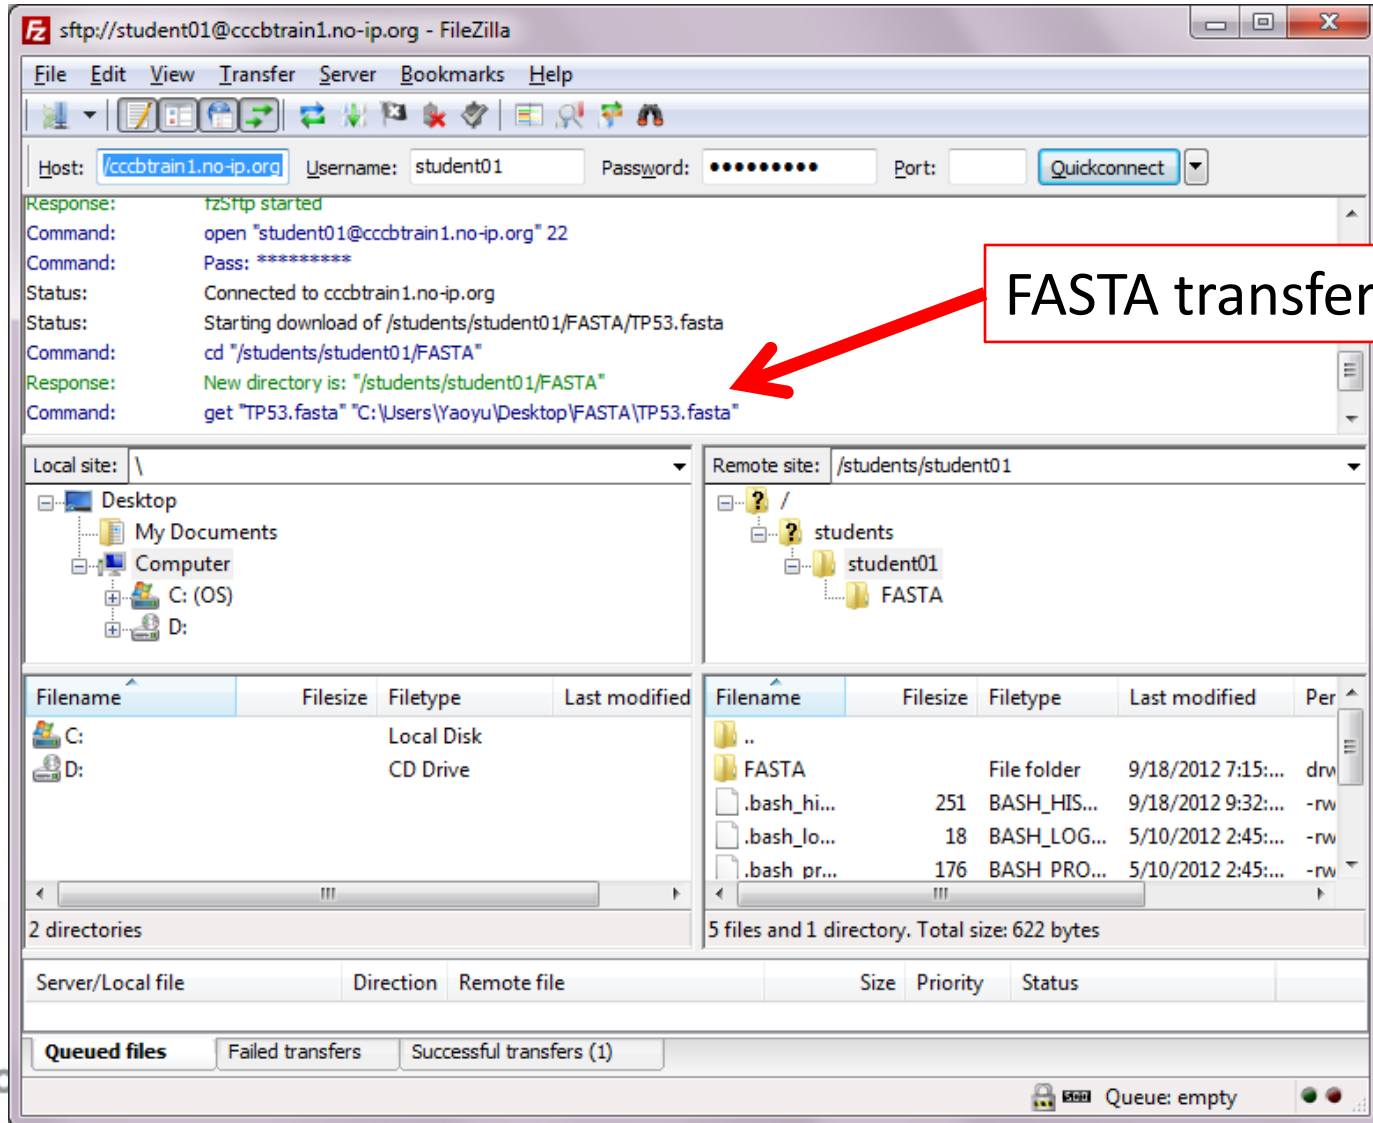 sftp://student01@cccbtrain1.no-ip.org - FileZilla
File Edit View Transfer Server Bookmarks Help
Host: /cccbtrain1.no-ip.org Username: student01 Password: ••••••••• Port: Quickconnect
Response: fzSftp started
Command: open "student01@cccbtrain1.no-ip.org" 22
Command: Pass: *********
Status: Connected to cccbtrain1.no-ip.org
Status: Starting download of /students/student01/FASTA/TP53.fasta
Command: cd "/students/student01/FASTA"
Response: New directory is: "/students/student01/FASTA"
Command: get "TP53.fasta" "C:\Users\Yaoyu\Desktop\FASTA\TP53.fasta"
FASTA transfer
Local site: \
Desktop
My Documents
Computer
C: (OS)
D:
Remote site: /students/student01
/
students
student01
FASTA
Filename Filesize Filetype Last modified
C: Local Disk
D: CD Drive
2 directories
Filename Filesize Filetype Last modified Per
..
FASTA File folder 9/18/2012 7:15:... drw
.bash_hi... 251 BASH_HIS... 9/18/2012 9:32:... -rw
.bash_lo... 18 BASH_LOG... 5/10/2012 2:45:... -rw
.bash_pr... 176 BASH_PRO... 5/10/2012 2:45:... -rw
5 files and 1 directory. Total size: 622 bytes
Server/Local file Direction Remote file Size Priority Status
Queued files Failed transfers Successful transfers (1)
Queue: empty